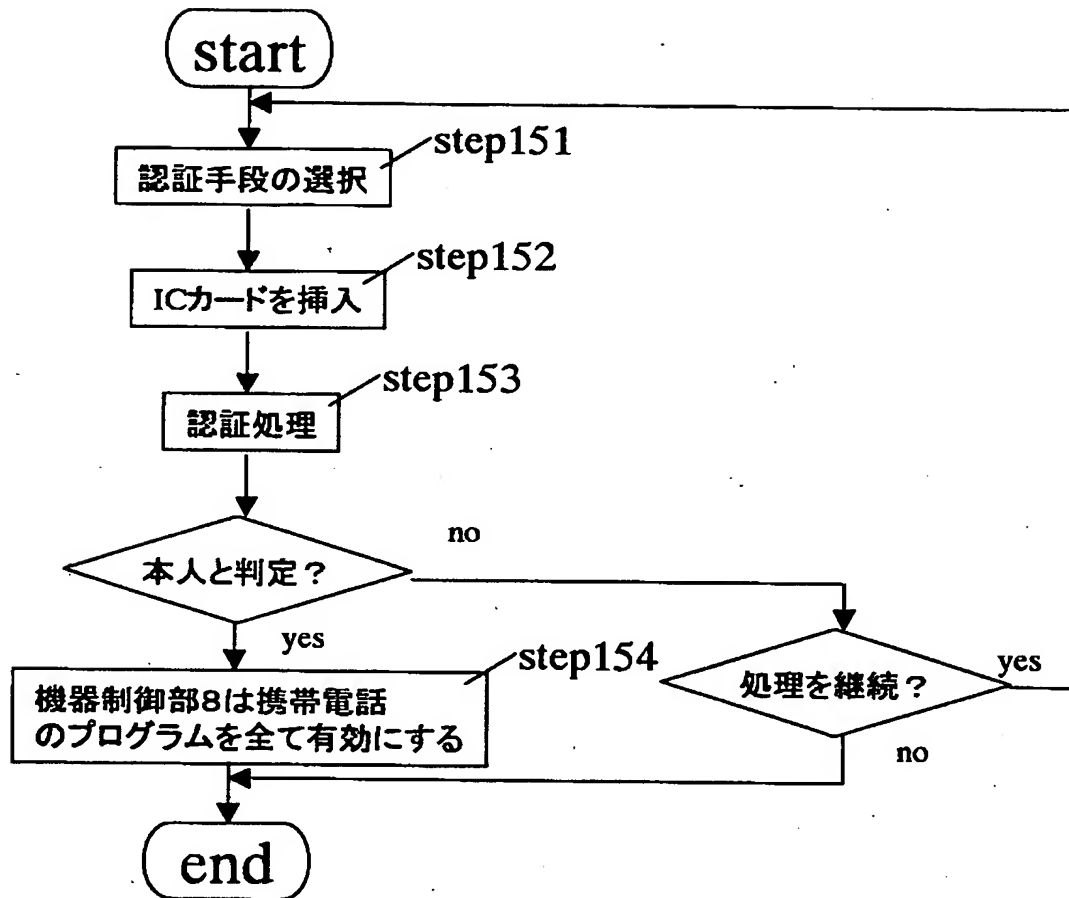 start
step151
認証手段の選択
step152
ICカードを挿入
step153
認証処理
no
本人と判定?
yes
step154
処理を継続?
yes
機器制御部8は携帯電話
のプログラムを全て有効にする
no
end